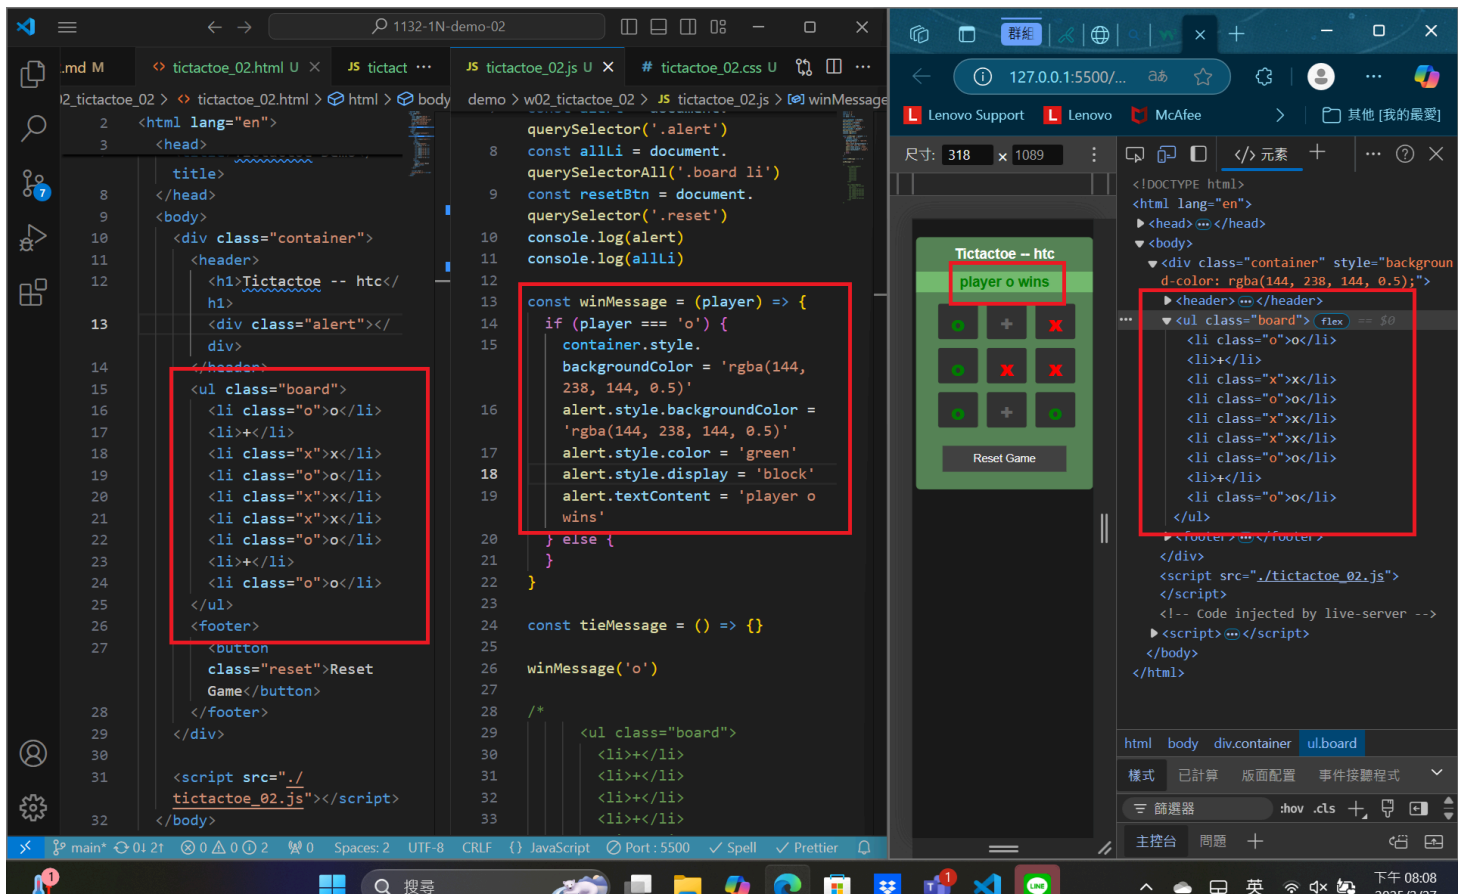 1132-1N-demo-02
.md M
tictactoe_02.html U
JS tictact ...
02_tictactoe_02 > tictactoe_02.html > html > body
2 <html lang="en">
3 <head>
title>
8 </head>
9 <body>
10 <div class="container">
11 <header>
12 <h1>Tictactoe -- htc</
h1>
13 <div class="alert"></
div>
14 </header>
15 <ul class="board">
16 <li class="o">o</li>
17 <li>+</li>
18 <li class="x">x</li>
19 <li class="o">o</li>
20 <li class="x">x</li>
21 <li class="x">x</li>
22 <li class="o">o</li>
23 <li>+</li>
24 <li class="o">o</li>
25 </ul>
26 <footer>
27 <button
class="reset">Reset
Game</button>
28 </footer>
29 </div>
30
31 <script src="./
tictactoe_02.js"></script>
32 </body>
JS tictactoe_02.js U
# tictactoe_02.css U
demo > w02_tictactoe_02 > JS tictactoe_02.js > winMessage
querySelector('.alert')
8 const allLi = document.
querySelectorAll('.board li')
9 const resetBtn = document.
querySelector('.reset')
10 console.log(alert)
11 console.log(allLi)
12
13 const winMessage = (player) => {
14 if (player === 'o') {
15 container.style.
backgroundColor = 'rgba(144,
238, 144, 0.5)'
16 alert.style.backgroundColor =
'rgba(144, 238, 144, 0.5)'
17 alert.style.color = 'green'
18 alert.style.display = 'block'
19 alert.textContent = 'player o
wins'
20 } else {
21 }
22 }
23
24 const tieMessage = () => {}
25
26 winMessage('o')
27
28 /*
29 <ul class="board">
30 <li>+</li>
31 <li>+</li>
32 <li>+</li>
33 <li>+</li>
7
main* 0↓ 2↑ 0 0 2 0 Spaces: 2 UTF-8 CRLF {} JavaScript Port : 5500 Spell Prettier
群組
127.0.0.1:5500/...
aあ
L Lenovo Support L Lenovo McAfee > 其他 [我的最愛]
尺寸: 318 x 1089
</> 元素
Tictactoe -- htc
player o wins
o + x
o x x
o + o
Reset Game
<!DOCTYPE html>
<html lang="en">
<head> ... </head>
<body>
<div class="container" style="backgroun
d-color: rgba(144, 238, 144, 0.5);">
<header> ... </header>
<ul class="board"> flex == $0
<li class="o">o</li>
<li>+</li>
<li class="x">x</li>
<li class="o">o</li>
<li class="x">x</li>
<li class="x">x</li>
<li class="o">o</li>
<li>+</li>
<li class="o">o</li>
</ul>
<footer> ... </footer>
</div>
<script src="./tictactoe_02.js">
</script>
<!-- Code injected by live-server -->
<script> ... </script>
</body>
</html>
html body div.container ul.board
樣式 已計算 版面配置 事件接聽程式
篩選器 :hov .cls
主控台 問題
1
搜尋
1
LINE
英
下午 08:08